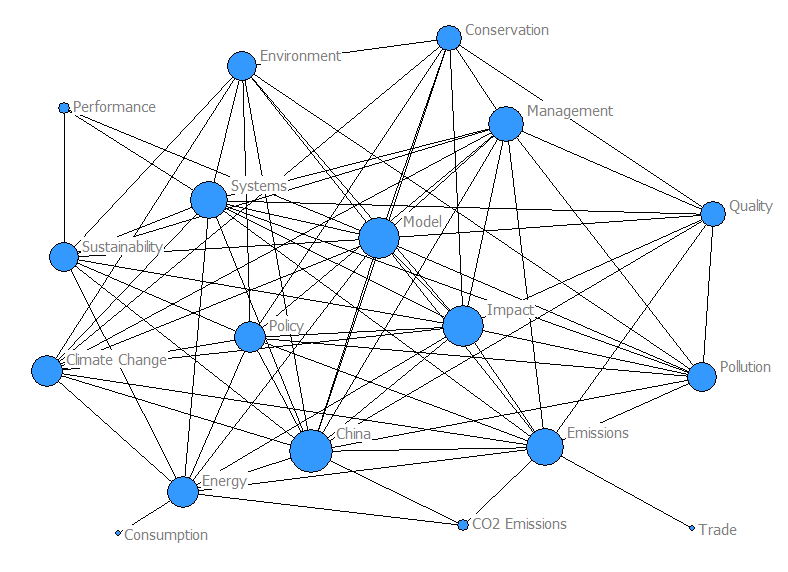 Conservation
Environment
Performance
Management
Systems
Quality
Model
Sustainability
Impact
Policy
Climate Change
Pollution
China
Emissions
Energy
CO2 Emissions
Trade
Consumption